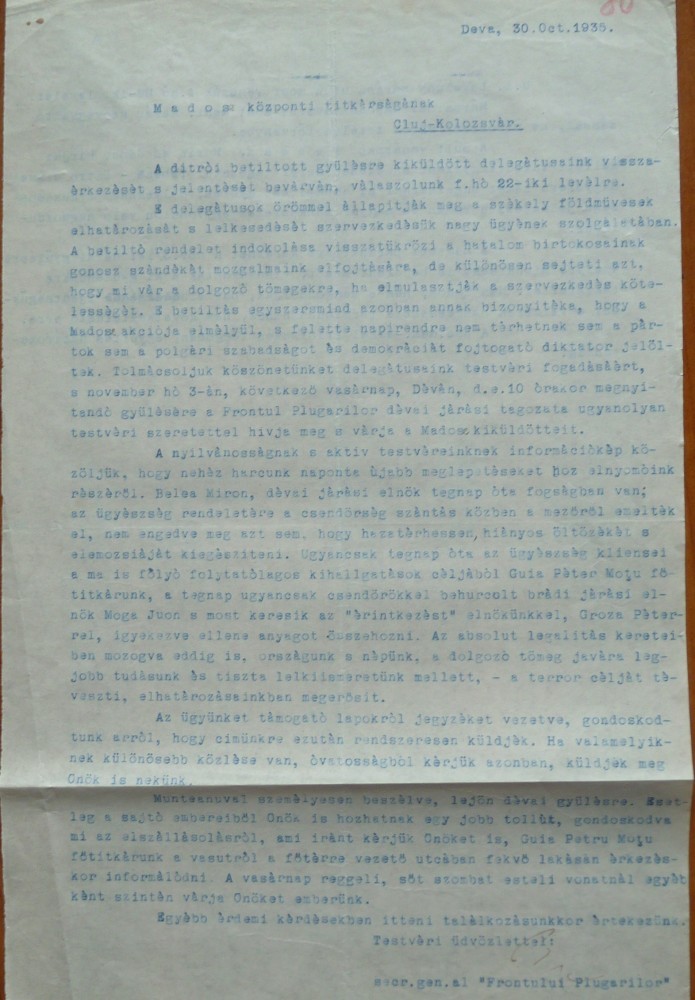 80
Deva, 30.Oct.1935.
M a d o s z központi titkárságának
Cluj-Kolozsvár.
A ditrói betiltott gyülésre kiküldött delegátusaink vissza-
érkezését s jelentését bevárván, válaszolunk f.hó 22-iki levélre.
E delegátusok örömmel állapitják meg a székely földmüvesek
elhatározását s lelkesedését szervezkedésük nagy ügyének szolgálatában.
A betiltó rendelet indokolása visszatükrözi a hatalom birtokosainak
gonosz szándékát mozgalmaink elfojtására, de különösen sejteti azt,
hogy mi vár a dolgozó tömegekre, ha elmulasztják a szervezkedés köte-
lességét. E betiltás egyszersmind azonban annak bizonyitéka, hogy a
Madosz akciója elmélyül, s felette napirendre nem térhetnek sem a pár-
tok sem a polgári szabadságot és demokráciát fojtogató diktátor jelöl-
tek. Tolmácsoljuk köszönetünket delegátusaink testvéri fogadásáért,
s november hó 3-án, következő vasárnap, Déván, d.e.10 órakor megnyi-
tandó gyülésére a Frontul Plugarilor dévai járási tagozata ugyanolyan
testvéri szeretettel hivja meg s várja a Madosz kiküldötteit.
A nyilvánosságnak s aktiv testvéreinknek információkép kö-
zöljük, hogy nehéz harcunk naponta újabb meglepetéseket hoz elnyomóink
részéről. Belea Miron, dévai járási elnök tegnap óta fogságban van;
az ügyészség rendeletére a csendőrség szántás közben a mezőről emelték
el, nem engedve meg azt sem, hogy hazatérhessen, hiányos öltözékét s
elemozsiáját kiegésziteni. Ugyancsak tegnap óta az ügyészség kliensei
a ma is folyó folytatólagos kihallgatások céljából Guia Péter Moţu fő-
titkárunk, a tegnap ugyancsak csendőrökkel behurcolt brádi járási el-
nök Moga Juon s most keresik az "érintkezést" elnökünkkel, Groza Péter-
rel, igyekezve ellene anyagot összehozni. Az absolut legalitás keretei-
ben mozogva eddig is, országunk s népünk, a dolgozó tömeg javára leg-
jobb tudásunk és tiszta lelkiismeretünk mellett, - a terror célját té-
veszti, elhatározásainkban megerősit.
Az ügyünket támogató lapokról jegyzéket vezetve, gondoskod-
tunk arról, hogy cimünkre ezután rendszeresen küldjék. Ha valamelyik-
nek különösebb közlése van, óvatosságból kérjük azonban, küldjék meg
Önök is nekünk.
Munteanuval személyesen beszélve, lejön dévai gyülésre. Eset-
leg a sajtó embereiből Önök is hozhatnak egy jobb tollút, gondoskodva
mi az elszállásolásról, ami iránt kérjük Önöket is, Guia Petru Moţu
főtitkárunk a vasutról a főtérre vezető utcában fekvő lakásán érkezés-
kor informálódni. A vasárnap reggeli, sőt szombat esteli vonatnál egyéb-
ként szintén várja Önöket emberünk.
Egyébb érdemi kérdésekben itteni találkozásunkkor értekezünk.
Testvéri üdvözlettel:
secr.gen.al "Frontului Plugarilor"